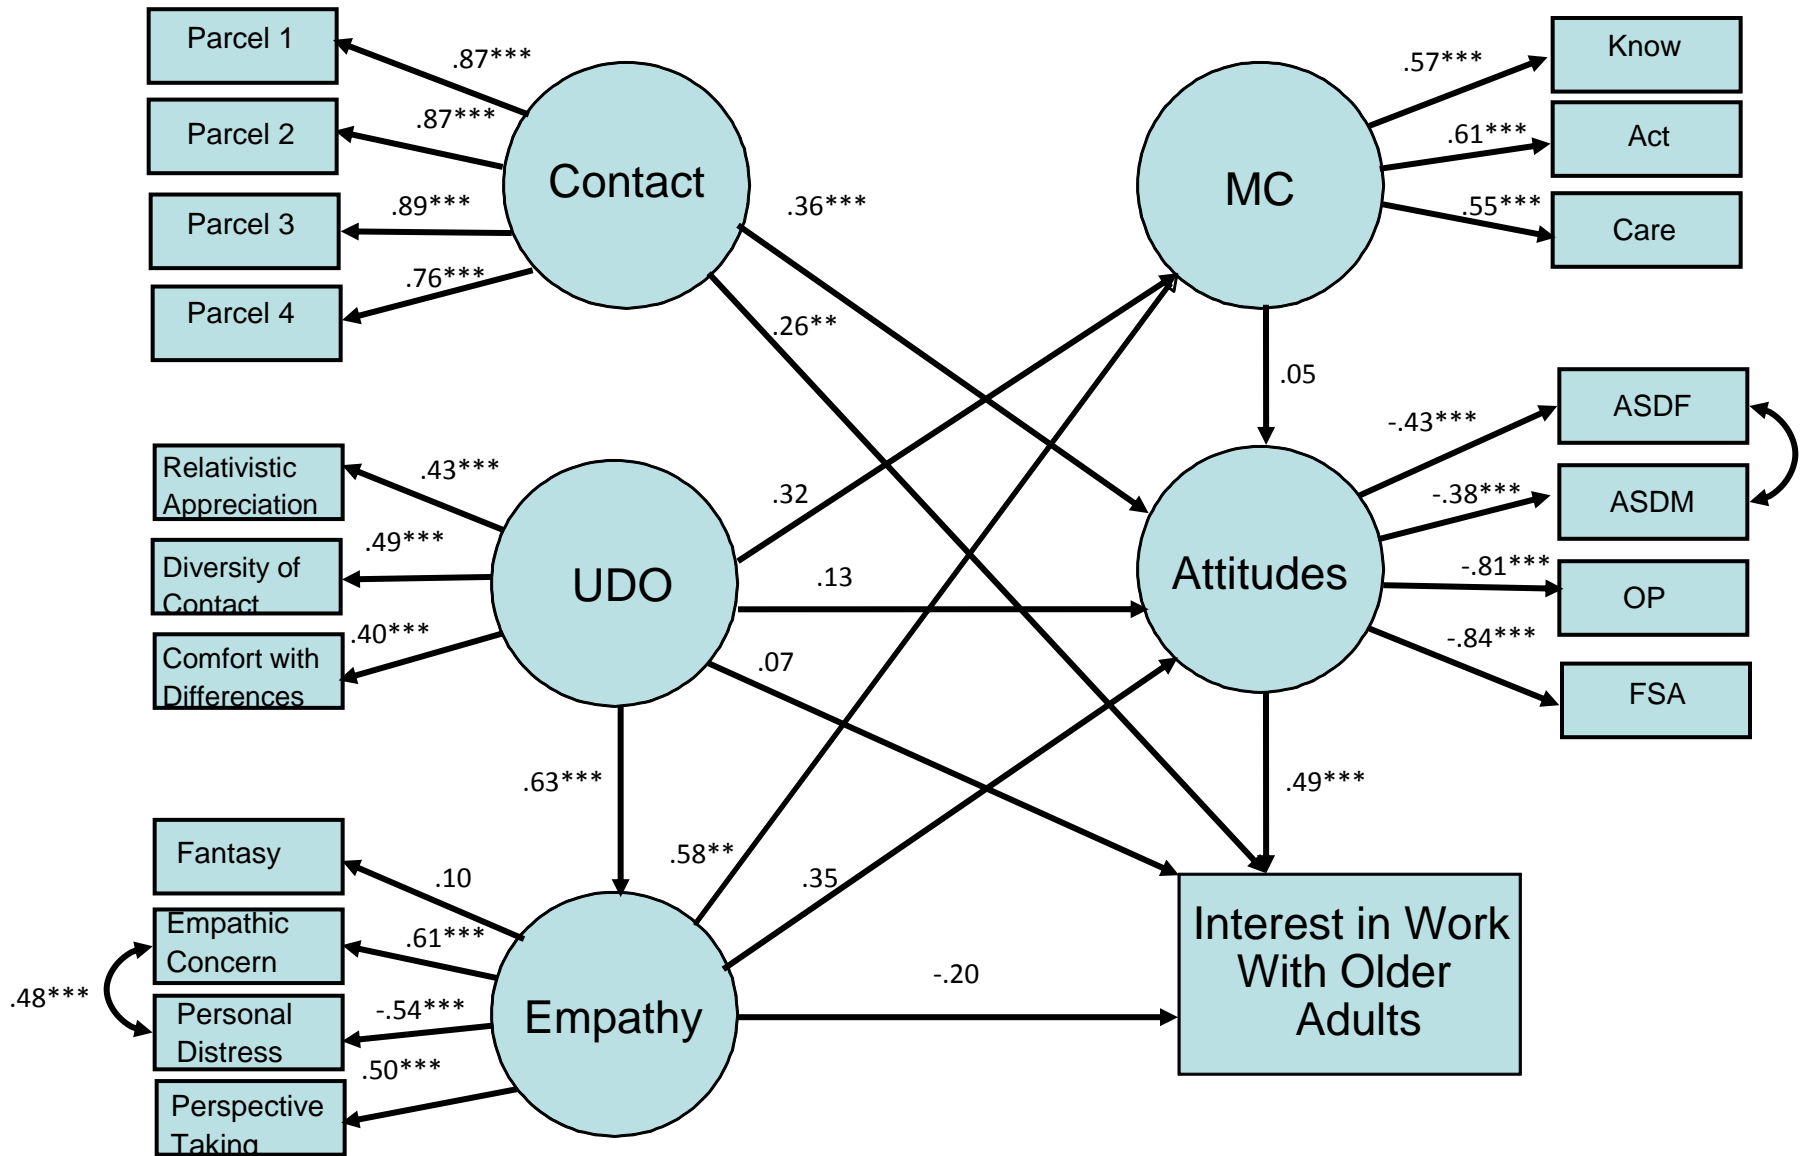 Parcel 1
Parcel 2
Parcel 3
Parcel 4
.87***
.87***
.89***
.76***
Contact
.36***
.26**
MC
.57***
.61***
.55***
Know
Act
Care
.05
Relativistic
Appreciation
Diversity of
Contact
Comfort with
Differences
.43***
.49***
.40***
UDO
.32
.13
.07
.63***
Attitudes
-.43***
-.38***
-.81***
-.84***
ASDF
ASDM
OP
FSA
.49***
Fantasy
Empathic
Concern
Personal
Distress
Perspective
Taking
.48***
.10
.61***
-.54***
.50***
Empathy
.58**
.35
-.20
Interest in Work
With Older
Adults